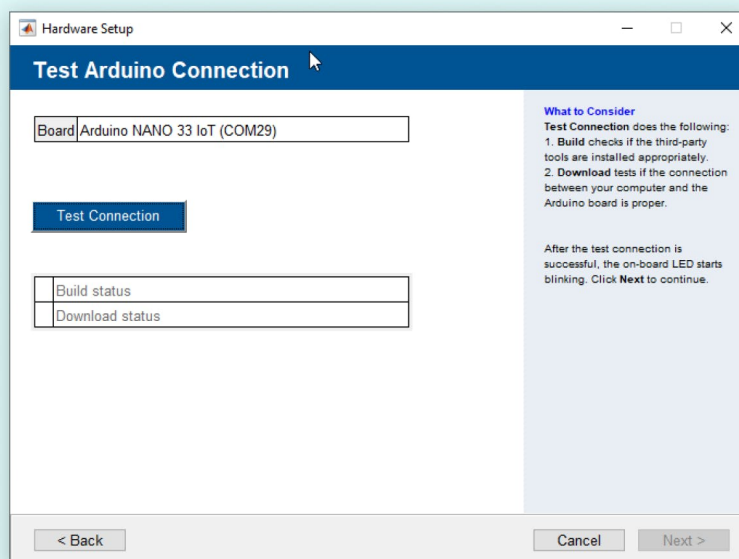 Hardware Setup
Test Arduino Connection
Board Arduino NANO 33 IoT (COM29)
Test Connection
Build status
Download status
What to Consider
Test Connection does the following:
1. Build checks if the third-party
tools are installed appropriately.
2. Download tests if the connection
between your computer and the
Arduino board is proper.
After the test connection is
successful, the on-board LED starts
blinking. Click Next to continue.
< Back
Cancel
Next >